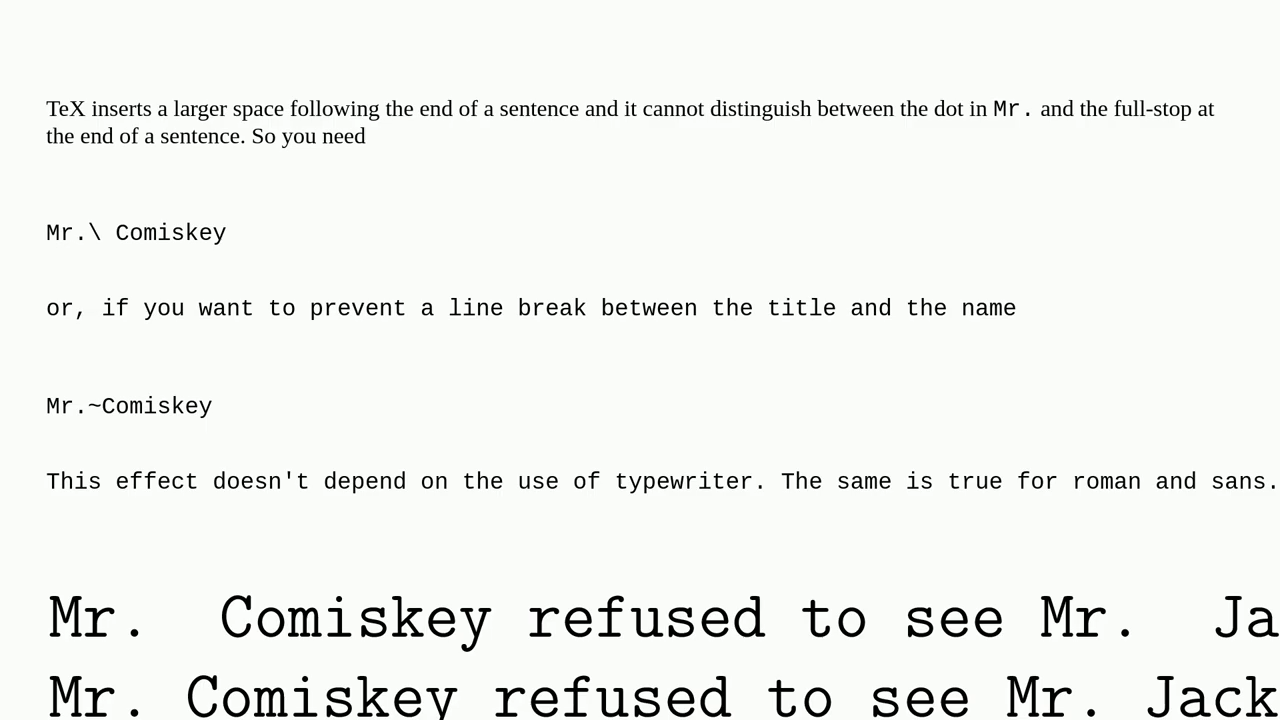 TeX inserts a larger space following the end of a sentence and it cannot distinguish between the dot in Mr. and the full-stop at
the end of a sentence. So you need
Mr.\ Comiskey
or, if you want to prevent a line break between the title and the name
Mr.~Comiskey
This effect doesn't depend on the use of typewriter. The same is true for roman and sans.
Mr.  Comiskey refused to see Mr.  Ja
Mr. Comiskey refused to see Mr. Jack